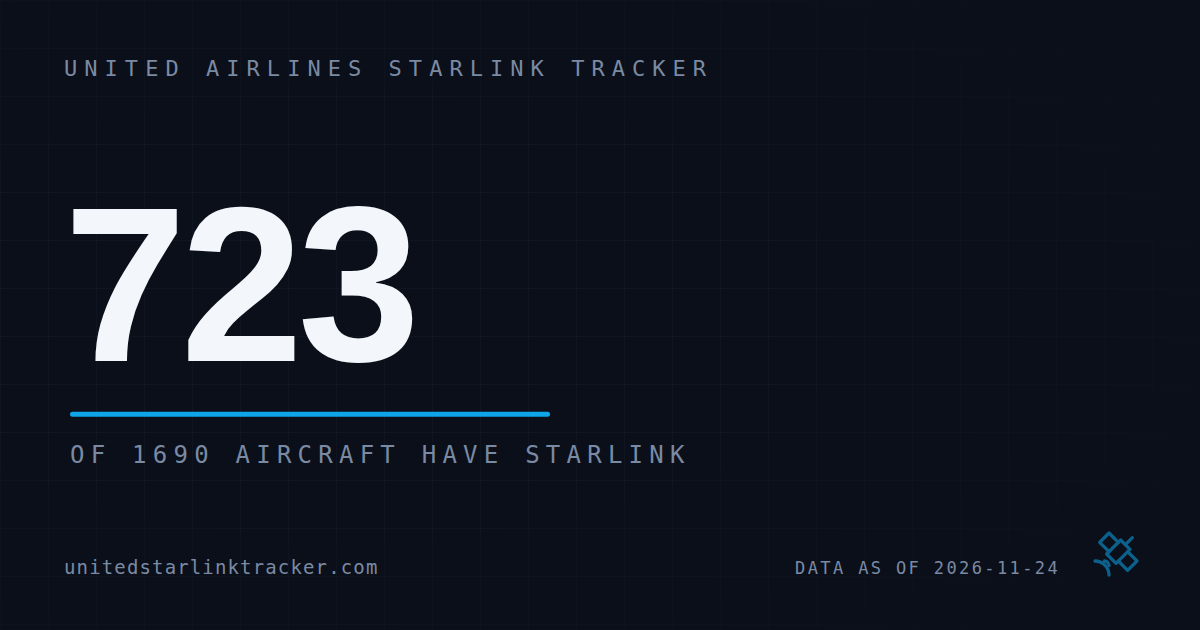 UNITED AIRLINES STARLINK TRACKER
723
OF 1690 AIRCRAFT HAVE STARLINK
unitedstarlinktracker.com
DATA AS OF 2026-11-24